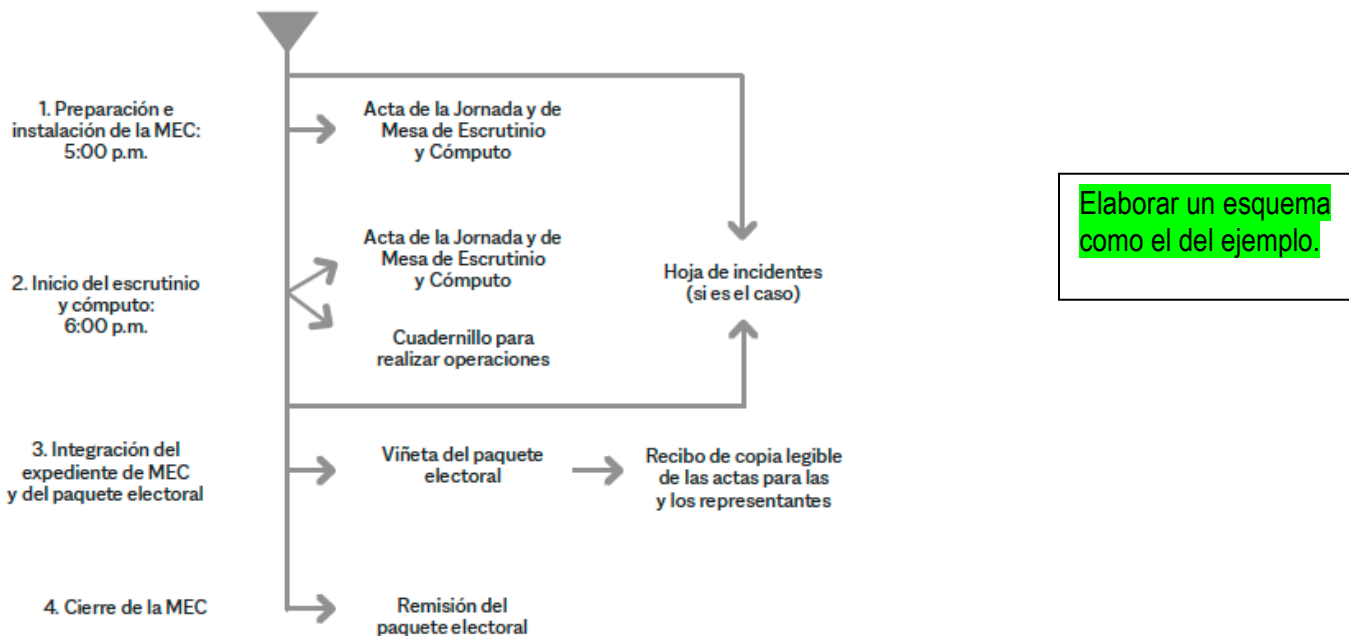 1. Preparación e
instalación de la MEC:
5:00 p.m.
Acta de la Jornada y de
Mesa de Escrutinio
y Cómputo
Elaborar un esquema
como el del ejemplo.
2. Inicio del escrutinio
y cómputo:
6:00 p.m.
Acta de la Jornada y de
Mesa de Escrutinio
y Cómputo
Cuadernillo para
realizar operaciones
Hoja de incidentes
(si es el caso)
3. Integración del
expediente de MEC
y del paquete electoral
Viñeta del paquete
electoral
Recibo de copia legible
de las actas para las
y los representantes
4. Cierre de la MEC
Remisión del
paquete electoral